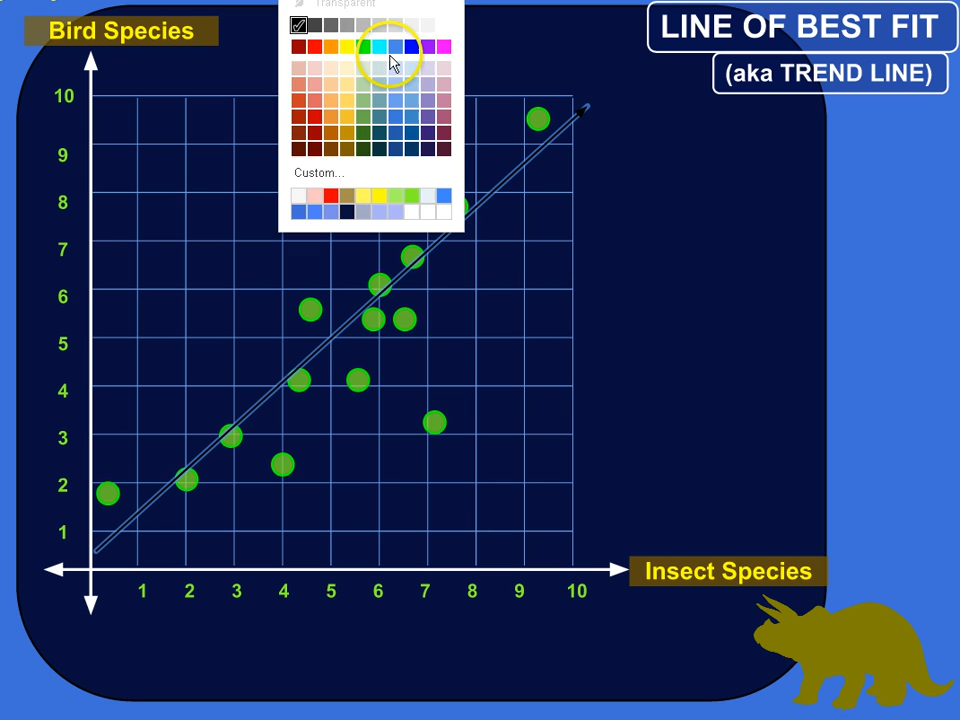 Transparent
Bird Species
LINE OF BEST FIT
(aka TREND LINE)
10
9
8
7
6
5
4
3
2
1
Custom...
Insect Species
1 2 3 4 5 6 7 8 9 10